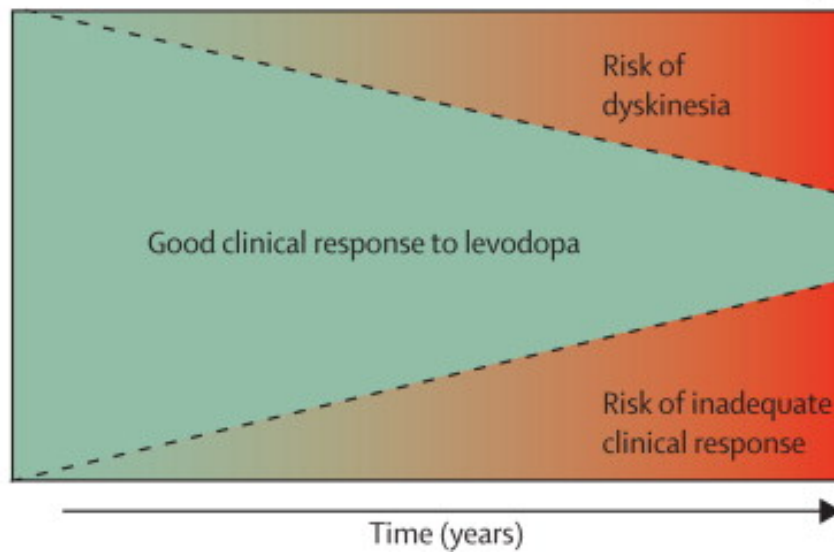 Risk of
dyskinesia
Good clinical response to levodopa
Risk of inadequate
clinical response
Time (years)